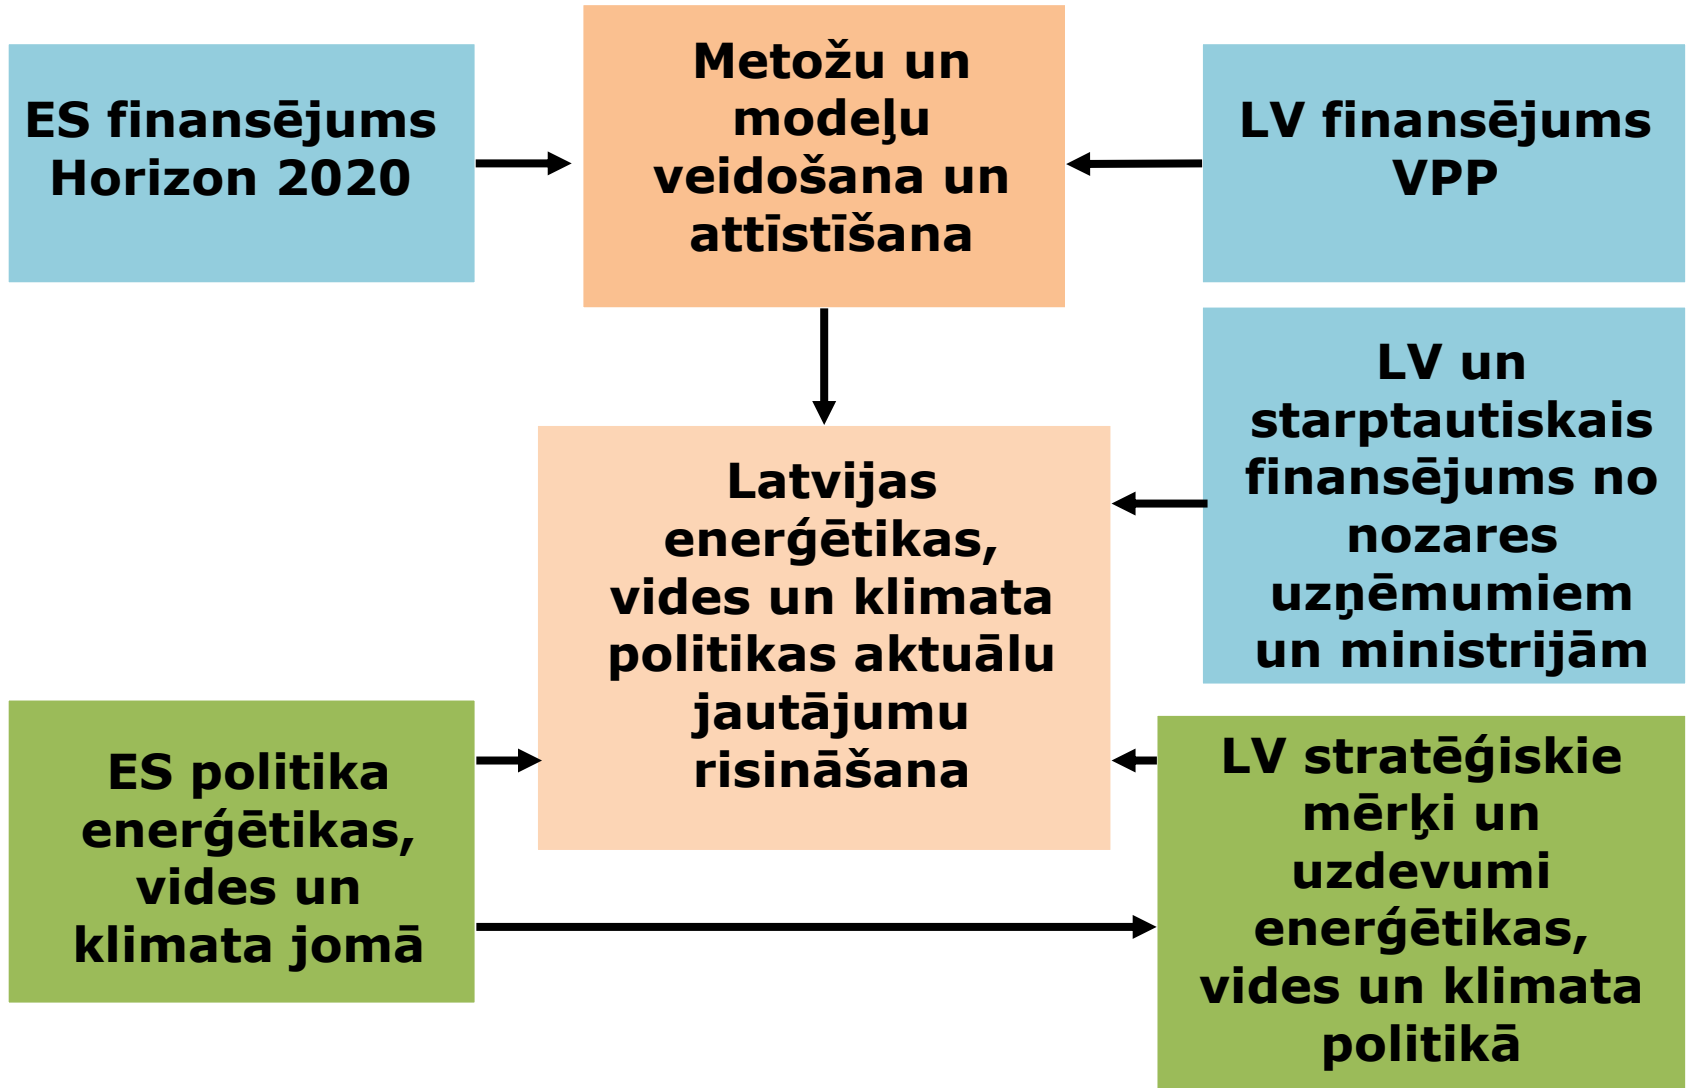 ES finansējums
Horizon 2020
Metožu un
modeļu
veidošana un
attīstīšana
LV finansējums
VPP
LV un
starptautiskais
finansējums no
nozares
uzņēmumiem
un ministrijām
Latvijas
enerģētikas,
vides un klimata
politikas aktuālu
jautājumu
risināšana
ES politika
enerģētikas,
vides un
klimata jomā
LV stratēģiskie
mērķi un
uzdevumi
enerģētikas,
vides un klimata
politikā